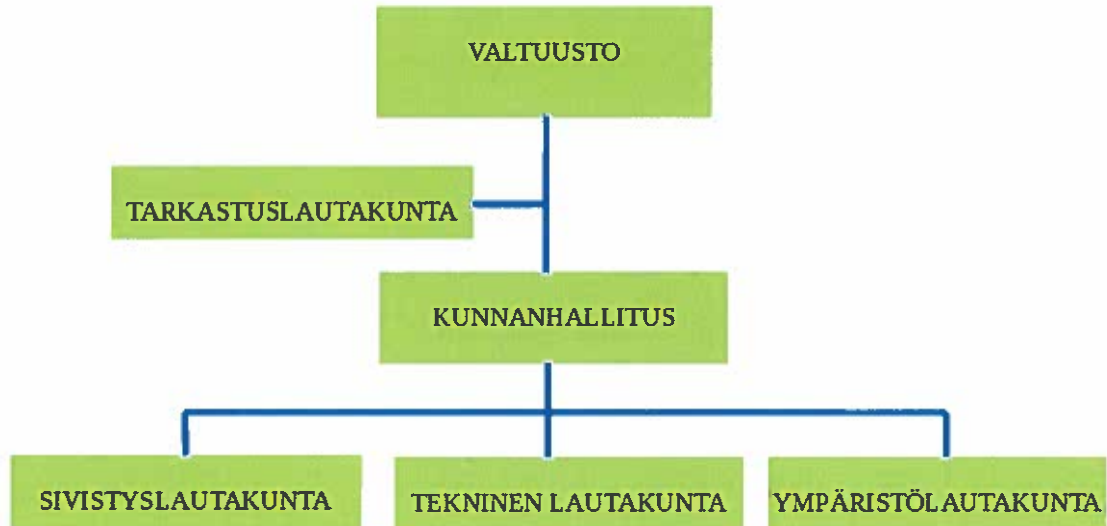 VALTUUSTO
TARKASTUSLAUTAKUNTA
KUNNANHALLITUS
SIVISTYSLAUTAKUNTA
TEKNINEN LAUTAKUNTA
YMPÄRISTÖLAUTAKUNTA